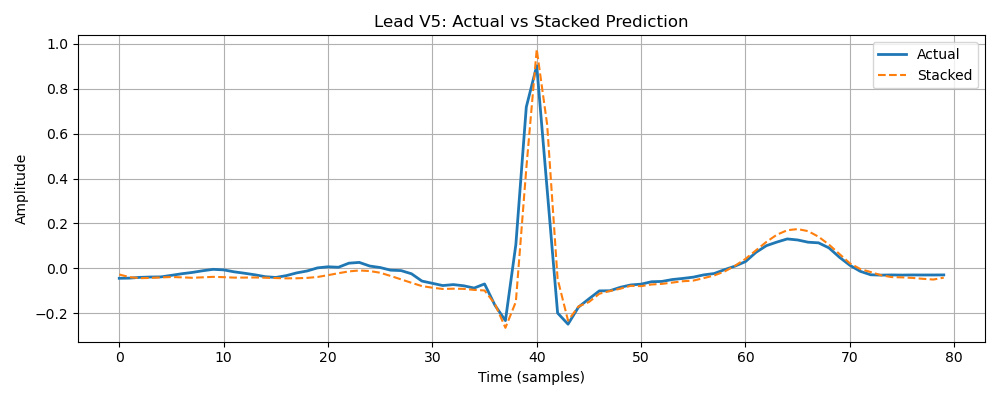 Lead V5: Actual vs Stacked Prediction
Actual
Stacked
Amplitude
1.0
0.8
0.6
0.4
0.2
0.0
−0.2
0 10 20 30 40 50 60 70 80
Time (samples)